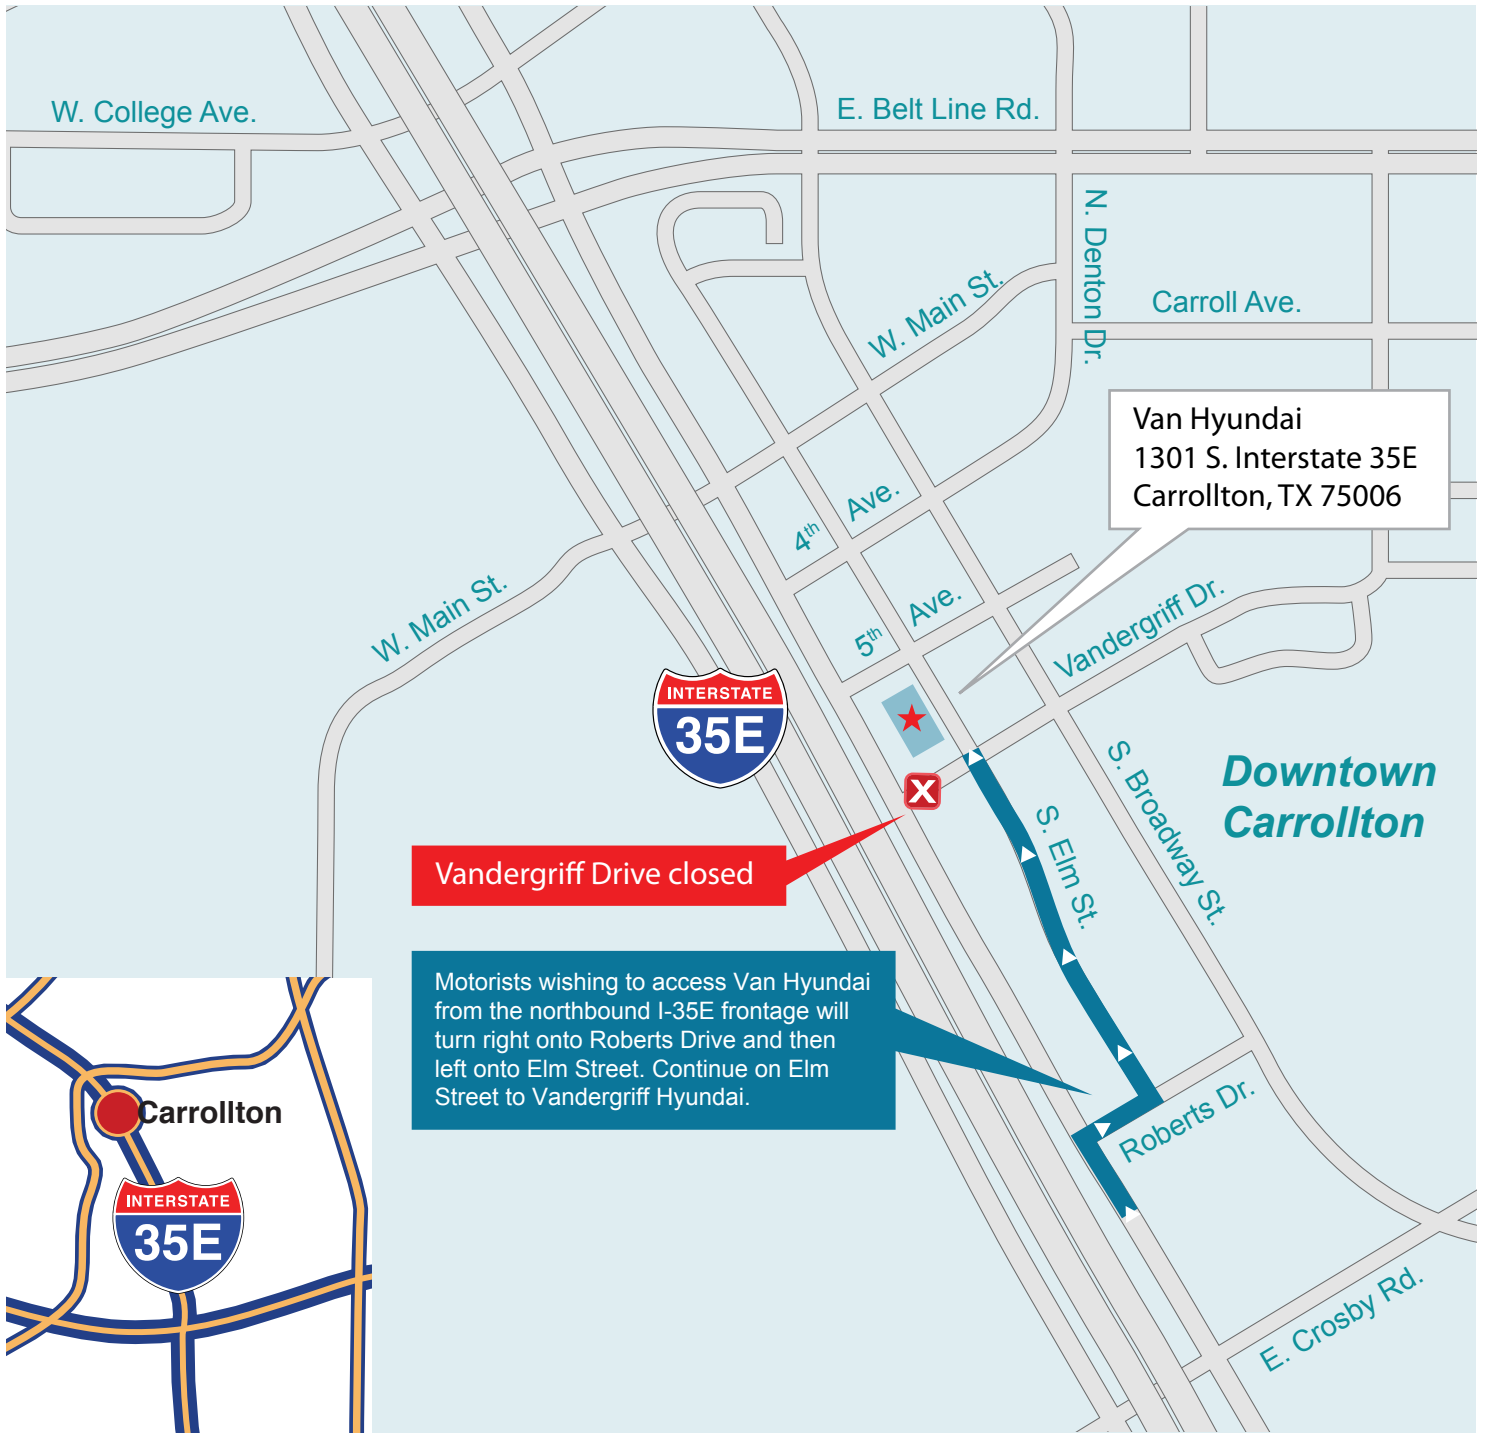 W. College Ave.
E. Belt Line Rd.
N. Denton Dr.
W. Main St.
Carroll Ave.
Van Hyundai
1301 S. Interstate 35E
Carrollton, TX 75006
4th Ave.
5th Ave.
W. Main St.
Vandergriff Dr.
INTERSTATE
35E
S. Broadway St.
Downtown
Carrollton
X
S. Elm St.
Vandergriff Drive closed
Motorists wishing to access Van Hyundai
from the northbound I-35E frontage will
turn right onto Roberts Drive and then
left onto Elm Street. Continue on Elm
Street to Vandergriff Hyundai.
Roberts Dr.
E. Crosby Rd.
Carrollton
INTERSTATE
35E